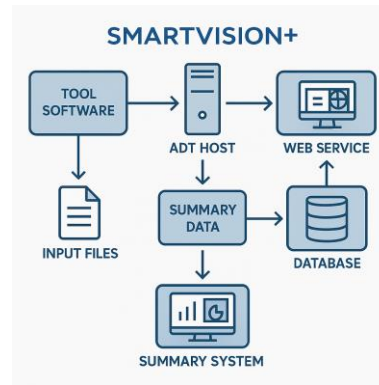 SMARTVISION+
TOOL
SOFTWARE
ADT HOST
WEB SERVICE
INPUT FILES
SUMMARY
DATA
DATABASE
SUMMARY SYSTEM